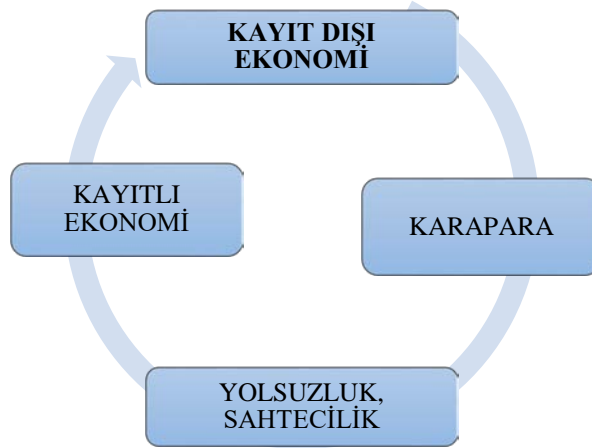 KAYIT DIŞI
EKONOMİ
KAYITLI
EKONOMİ
KARAPARA
YOLSUZLUK,
SAHTECİLİK